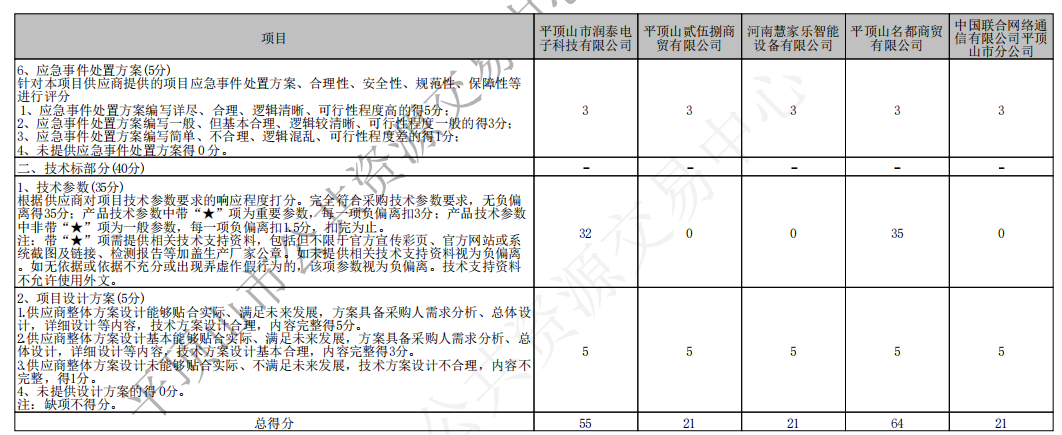 项目
平顶山市润泰电
子科技有限公司
平顶山贰伍捌商
贸有限公司
河南慧家乐智能
设备有限公司
平顶山名都商贸
有限公司
中国联合网络通
信有限公司平顶
山市分公司
6、应急事件处置方案(5分)
针对本项目供应商提供的项目应急事件处置方案、合理性、安全性、规范性、保障性等
进行评分
1、应急事件处置方案编写详尽、合理、逻辑清晰、可行性程度高的得5分；
2、应急事件处置方案编写一般、但基本合理、逻辑较清晰、可行性程度一般的得3分；
3、应急事件处置方案编写简单、不合理、逻辑混乱、可行性程度差的得1分；
4、未提供应急事件处置方案得０分。
3 3 3 3 3
二、技术标部分(40分)
— — — — —
1、技术参数(35分)
根据供应商对项目技术参数要求的响应程度打分。完全符合采购技术参数要求，无负偏
离得35分；产品技术参数中带“★”项为重要参数，每一项负偏离扣3分；产品技术参数
中非带“★”项为一般参数，每一项负偏离扣1.5分，扣完为止。
注：带“★”项需提供相关技术支持资料，包括但不限于官方宣传彩页、官方网站或系
统截图及链接、检测报告等加盖生产厂家公章。如未提供相关技术支持资料视为负偏离
。如无依据或依据不充分或出现弄虚作假行为的，该项参数视为负偏离。技术支持资料
不允许使用外文。
32 0 0 35 0
2、项目设计方案(5分)
1.供应商整体方案设计能够贴合实际、满足未来发展，方案具备采购人需求分析、总体设
计，详细设计等内容，技术方案设计合理，内容完整得5分。
2.供应商整体方案设计基本能够贴合实际、满足未来发展，方案具备采购人需求分析、总
体设计，详细设计等内容，技术方案设计基本合理，内容完整得3分。
3.供应商整体方案设计未能够贴合实际、不满足未来发展，技术方案设计不合理，内容不
完整，得1分。
4、未提供设计方案的得０分。
注：缺项不得分。
5 5 5 5 5
总得分 55 21 21 64 21
平顶山市公共资源交易中心
公共资源交易中心